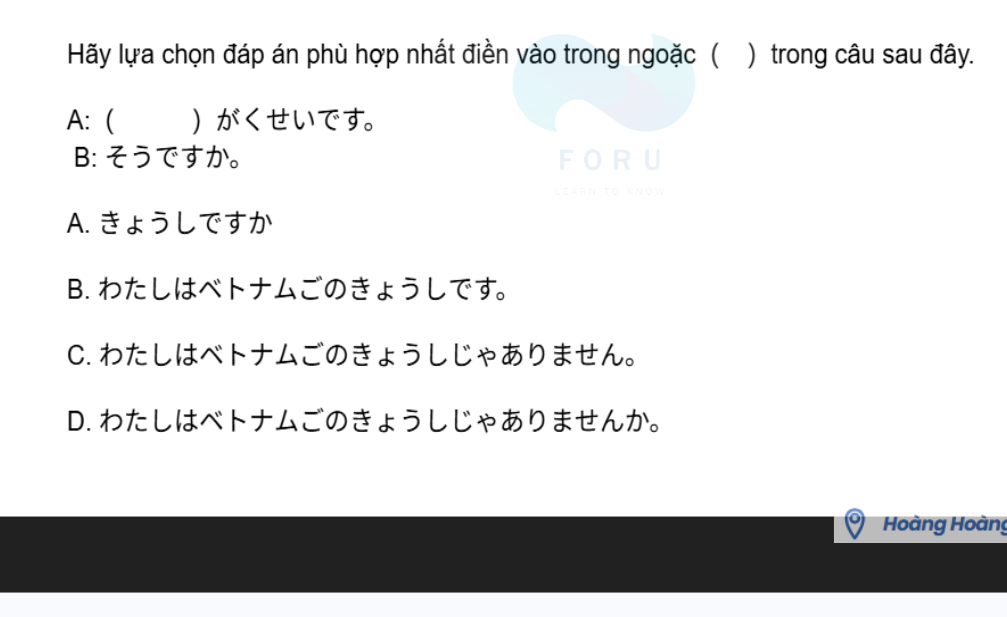 Hãy lựa chọn đáp án phù hợp nhất điền vào trong ngoặc (    ) trong câu sau đây.
A: (          ) がくせいです。
B: そうですか。
FORU
LEARN TO KNOW
A. きょうしですか
B. わたしはベトナムごのきょうしです。
C. わたしはベトナムごのきょうしじゃありません。
D. わたしはベトナムごのきょうしじゃありませんか。
Hoàng Hoàng